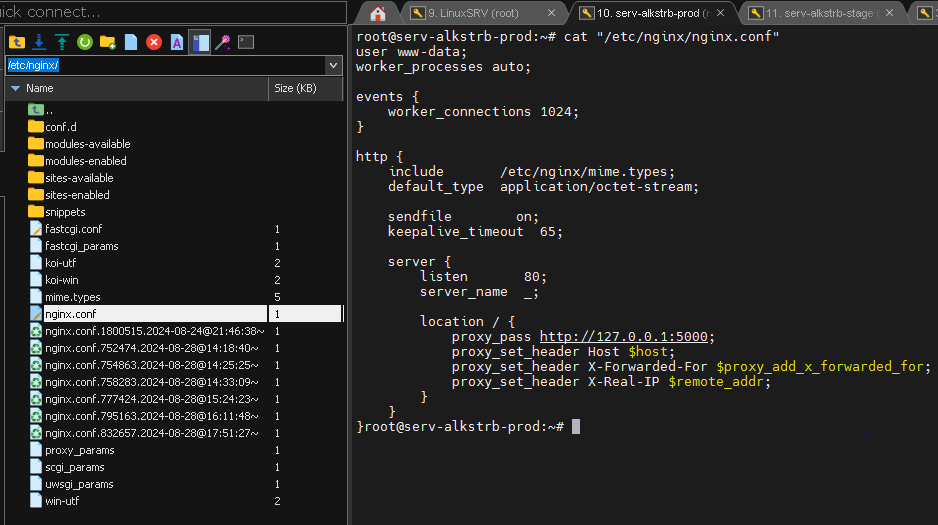 uick connect...
9. LinuxSRV (root)
10. serv-alkstrb-prod (r
11. serv-alkstrb-stage (
/etc/nginx/
Name Size (KB)
..
conf.d
modules-available
modules-enabled
sites-available
sites-enabled
snippets
fastcgi.conf 1
fastcgi_params 1
koi-utf 2
koi-win 2
mime.types 5
nginx.conf 1
nginx.conf.1800515.2024-08-24@21:46:38~ 1
nginx.conf.752474.2024-08-28@14:18:40~ 1
nginx.conf.754863.2024-08-28@14:25:25~ 1
nginx.conf.758283.2024-08-28@14:33:09~ 1
nginx.conf.777424.2024-08-28@15:24:23~ 1
nginx.conf.795163.2024-08-28@16:11:48~ 1
nginx.conf.832657.2024-08-28@17:51:27~ 1
proxy_params 1
scgi_params 1
uwsgi_params 1
win-utf 2
root@serv-alkstrb-prod:~# cat "/etc/nginx/nginx.conf"
user www-data;
worker_processes auto;
events {
worker_connections 1024;
}
http {
include /etc/nginx/mime.types;
default_type application/octet-stream;
sendfile on;
keepalive_timeout 65;
server {
listen 80;
server_name _;
location / {
proxy_pass http://127.0.0.1:5000;
proxy_set_header Host $host;
proxy_set_header X-Forwarded-For $proxy_add_x_forwarded_for;
proxy_set_header X-Real-IP $remote_addr;
}
}
}root@serv-alkstrb-prod:~#